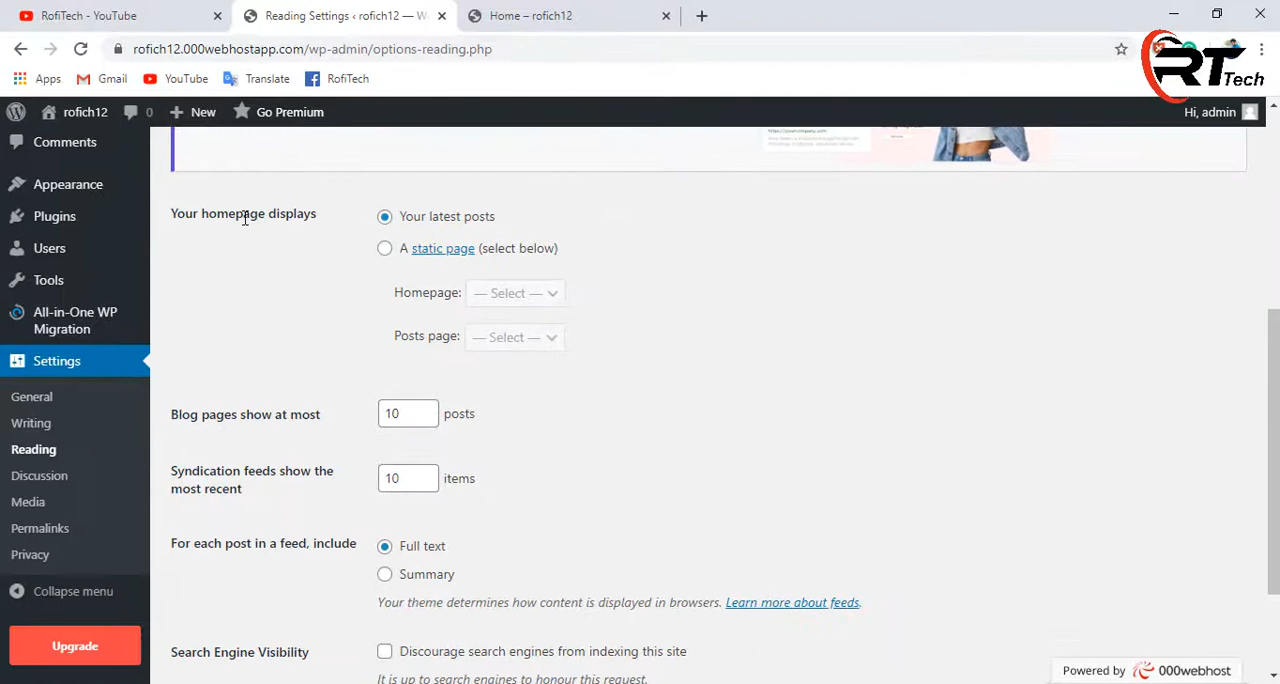 RofiTech - YouTube
Reading Settings ‹ rofich12 — W
Home – rofich12
rofich12.000webhostapp.com/wp-admin/options-reading.php
Apps
Gmail
YouTube
Translate
RofiTech
RT Tech
rofich12
0
New
Go Premium
Hi, admin
Comments
Appearance
Plugins
Users
Tools
All-in-One WP
Migration
Settings
General
Writing
Reading
Discussion
Media
Permalinks
Privacy
Collapse menu
Upgrade
Your homepage displays
Your latest posts
A static page (select below)
Homepage: — Select —
Posts page: — Select —
Blog pages show at most
10 posts
Syndication feeds show the
most recent
10 items
For each post in a feed, include
Full text
Summary
Your theme determines how content is displayed in browsers. Learn more about feeds.
Search Engine Visibility
Discourage search engines from indexing this site
It is up to search engines to honour this request.
Powered by 000webhost